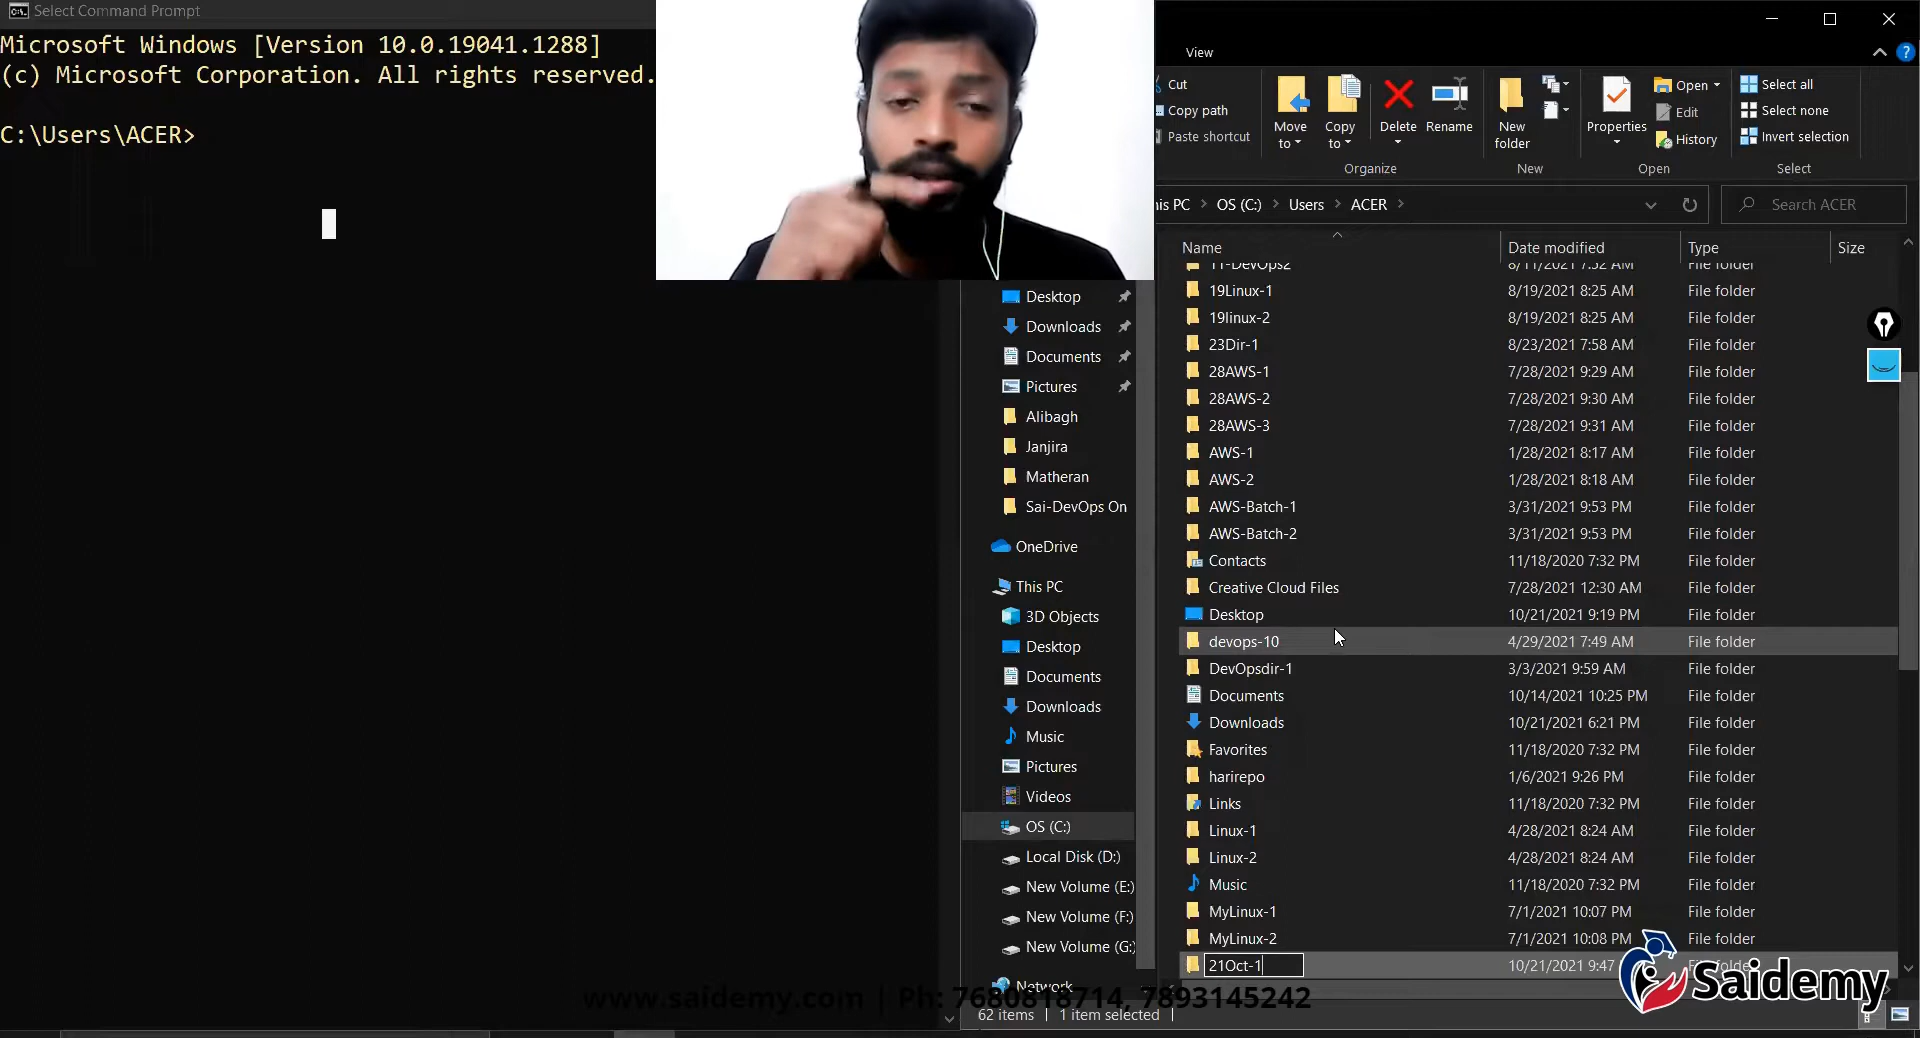 Select Command Prompt
Microsoft Windows [Version 10.0.19041.1288]
(c) Microsoft Corporation. All rights reserved.
C:\Users\ACER>
View
Cut
Copy path
Paste shortcut
Move to
Copy to
Delete
Rename
New folder
Properties
Open
Edit
History
Select all
Select none
Invert selection
Organize
New
Open
Select
his PC > OS (C:) > Users > ACER >
Search ACER
Name Date modified Type Size
11-DevOps2 8/11/2021 7:52 AM File folder
19Linux-1 8/19/2021 8:25 AM File folder
19linux-2 8/19/2021 8:25 AM File folder
23Dir-1 8/23/2021 7:58 AM File folder
28AWS-1 7/28/2021 9:29 AM File folder
28AWS-2 7/28/2021 9:30 AM File folder
28AWS-3 7/28/2021 9:31 AM File folder
AWS-1 1/28/2021 8:17 AM File folder
AWS-2 1/28/2021 8:18 AM File folder
AWS-Batch-1 3/31/2021 9:53 PM File folder
AWS-Batch-2 3/31/2021 9:53 PM File folder
Contacts 11/18/2020 7:32 PM File folder
Creative Cloud Files 7/28/2021 12:30 AM File folder
Desktop 10/21/2021 9:19 PM File folder
devops-10 4/29/2021 7:49 AM File folder
DevOpsdir-1 3/3/2021 9:59 AM File folder
Documents 10/14/2021 10:25 PM File folder
Downloads 10/21/2021 6:21 PM File folder
Favorites 11/18/2020 7:32 PM File folder
harirepo 1/6/2021 9:26 PM File folder
Links 11/18/2020 7:32 PM File folder
Linux-1 4/28/2021 8:24 AM File folder
Linux-2 4/28/2021 8:24 AM File folder
Music 11/18/2020 7:32 PM File folder
MyLinux-1 7/1/2021 10:07 PM File folder
MyLinux-2 7/1/2021 10:08 PM File folder
21Oct-1 10/21/2021 9:47
Desktop
Downloads
Documents
Pictures
Alibagh
Janjira
Matheran
Sai-DevOps On
OneDrive
This PC
3D Objects
Desktop
Documents
Downloads
Music
Pictures
Videos
OS (C:)
Local Disk (D:)
New Volume (E:)
New Volume (F:)
New Volume (G:)
Network
62 items
1 item selected
www.saidemy.com | Ph: 7680818714, 7893145242
Saidemy